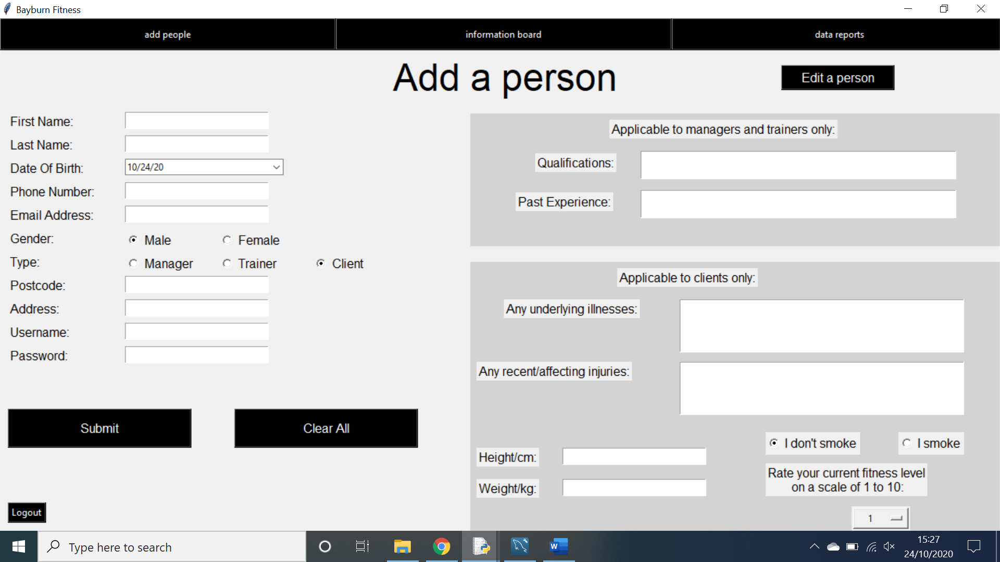 Bayburn Fitness
add people
information board
data reports
Add a person
Edit a person
First Name:
Last Name:
Date Of Birth:
10/24/20
Phone Number:
Email Address:
Gender:
Male
Female
Type:
Manager
Trainer
Client
Postcode:
Address:
Username:
Password:
Submit
Clear All
Logout
Applicable to managers and trainers only:
Qualifications:
Past Experience:
Applicable to clients only:
Any underlying illnesses:
Any recent/affecting injuries:
I don't smoke
I smoke
Height/cm:
Weight/kg:
Rate your current fitness level
on a scale of 1 to 10:
1
Type here to search
W
15:27
24/10/2020